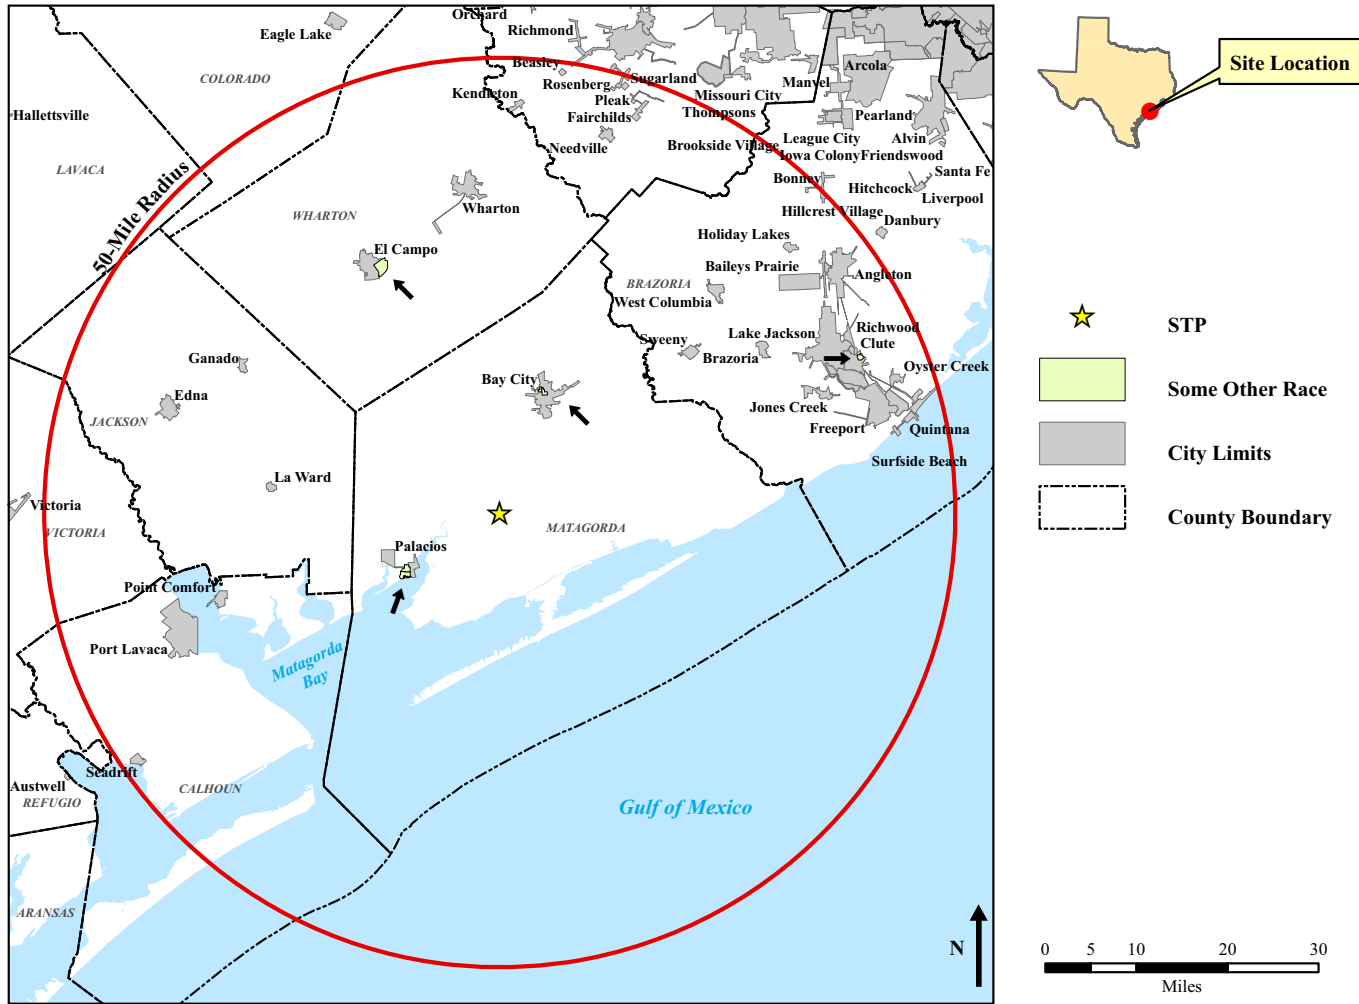 Orchard
Eagle Lake
Richmond
COLORADO
Beasley
Rosenberg
Sugarland
Arcola
Manvel
Missouri City
Kendleton
Pleak
Thompsons
Fairchilds
Pearland
Hallettsville
Needville
Brookside Village
League City
Alvin
Iowa Colony
Friendswood
LAVACA
Santa Fe
Bonney
Hitchcock
Liverpool
50-Mile Radius
WHARTON
Wharton
Hillcrest Village
Danbury
El Campo
Holiday Lakes
Baileys Prairie
Angleton
BRAZORIA
West Columbia
Lake Jackson
Richwood
Sweeny
Clute
Brazoria
Ganado
Oyster Creek
Bay City
Edna
Jones Creek
JACKSON
Freeport
Quintana
Surfside Beach
La Ward
Victoria
VICTORIA
MATAGORDA
Palacios
Point Comfort
Port Lavaca
Matagorda
Bay
Seadrift
Austwell
CALHOUN
REFUGIO
Gulf of Mexico
ARANSAS
N
Site Location
STP
Some Other Race
City Limits
County Boundary
0 5 10 20 30
Miles